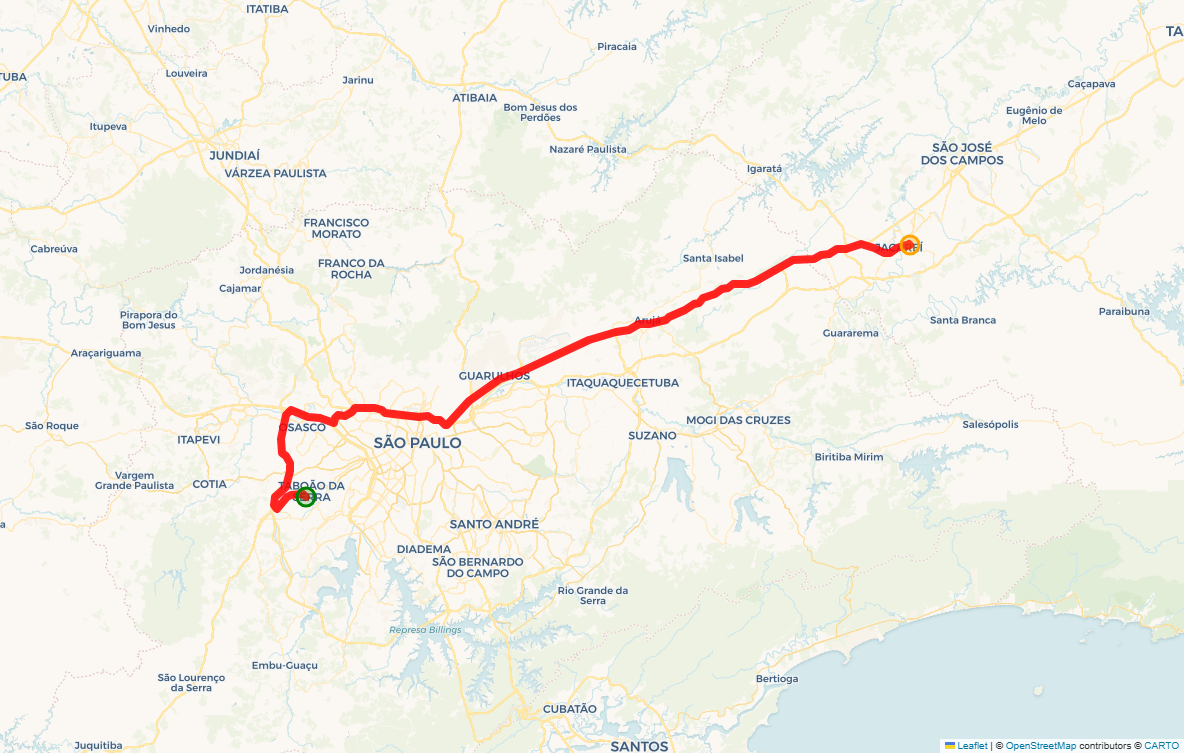 ITATIBA
Vinhedo
TA
Piracaia
Louveira
UBA
Jarinu
Caçapava
ATIBAIA
Bom Jesus dos
Perdões
Eugênio de
Melo
Itupeva
Nazaré Paulista
SÃO JOSÉ
DOS CAMPOS
JUNDIAÍ
VÁRZEA PAULISTA
Igaratá
FRANCISCO
MORATO
Cabreúva
JACAREÍ
Santa Isabel
FRANCO DA
ROCHA
Jordanésia
Cajamar
Pirapora do
Bom Jesus
Arujá
Santa Branca
Paraibuna
Guararema
Araçariguama
GUARULHOS
ITAQUAQUECETUBA
MOGI DAS CRUZES
São Roque
OSASCO
Salesópolis
ITAPEVI
SÃO PAULO
SUZANO
Biritiba Mirim
Vargem
Grande Paulista
COTIA
TABOÃO DA
SERRA
a
SANTO ANDRÉ
DIADEMA
SÃO BERNARDO
DO CAMPO
Rio Grande da
Serra
Represa Billings
Embu-Guaçu
São Lourenço
da Serra
Bertioga
CUBATÃO
Juquitiba
SANTOS
Leaflet | © OpenStreetMap contributors © CARTO